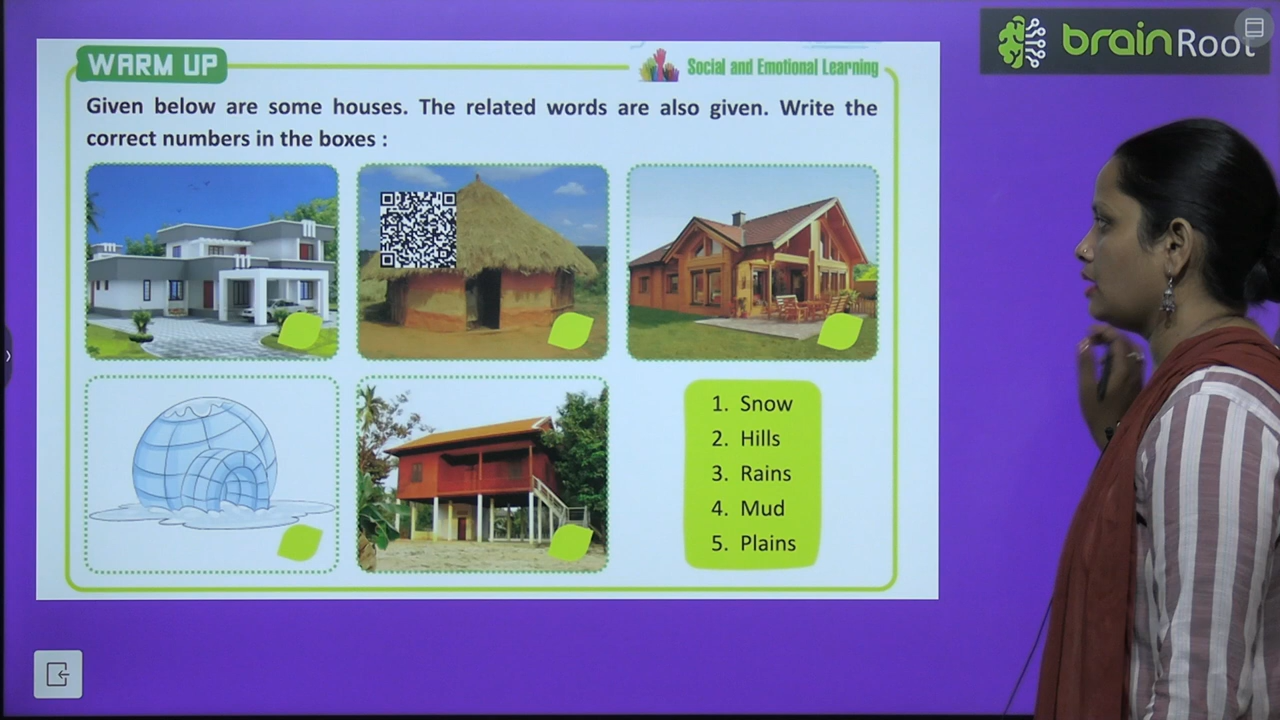 WARM UP
Social and Emotional Learning
Given below are some houses. The related words are also given. Write the
correct numbers in the boxes :
1. Snow
2. Hills
3. Rains
4. Mud
5. Plains
brainRoot